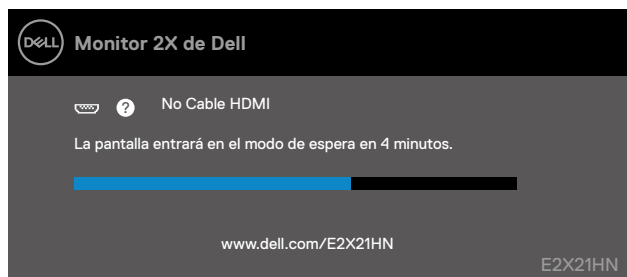 DELL
Monitor 2X de Dell
? No Cable HDMI
La pantalla entrará en el modo de espera en 4 minutos.
www.dell.com/E2X21HN
E2X21HN